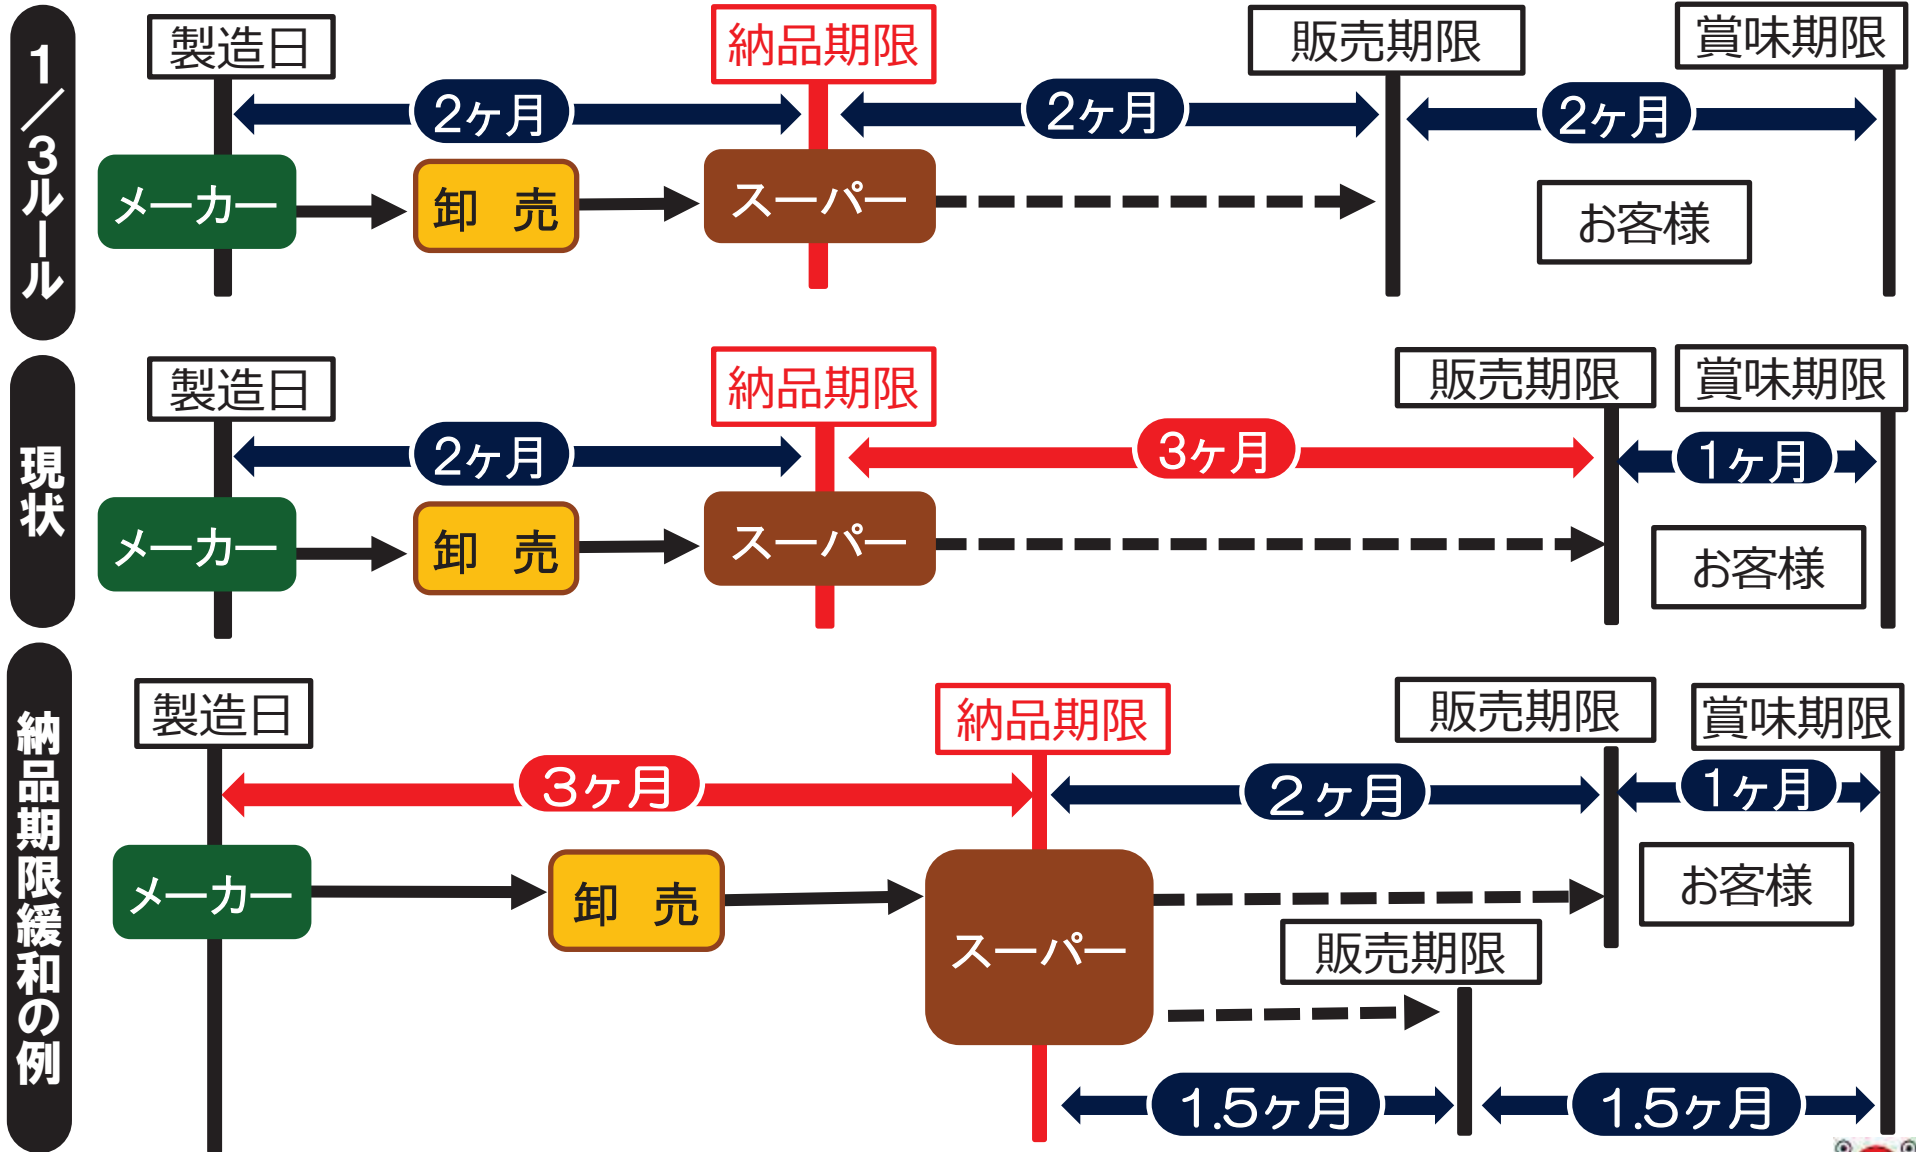 1／3ルール
製造日
納品期限
販売期限
賞味期限
2ヶ月
2ヶ月
2ヶ月
メーカー
卸 売
スーパー
お客様
現状
製造日
納品期限
販売期限
賞味期限
2ヶ月
3ヶ月
1ヶ月
メーカー
卸 売
スーパー
お客様
納品期限緩和の例
製造日
納品期限
販売期限
賞味期限
3ヶ月
2ヶ月
1ヶ月
メーカー
卸 売
スーパー
お客様
販売期限
1.5ヶ月
1.5ヶ月